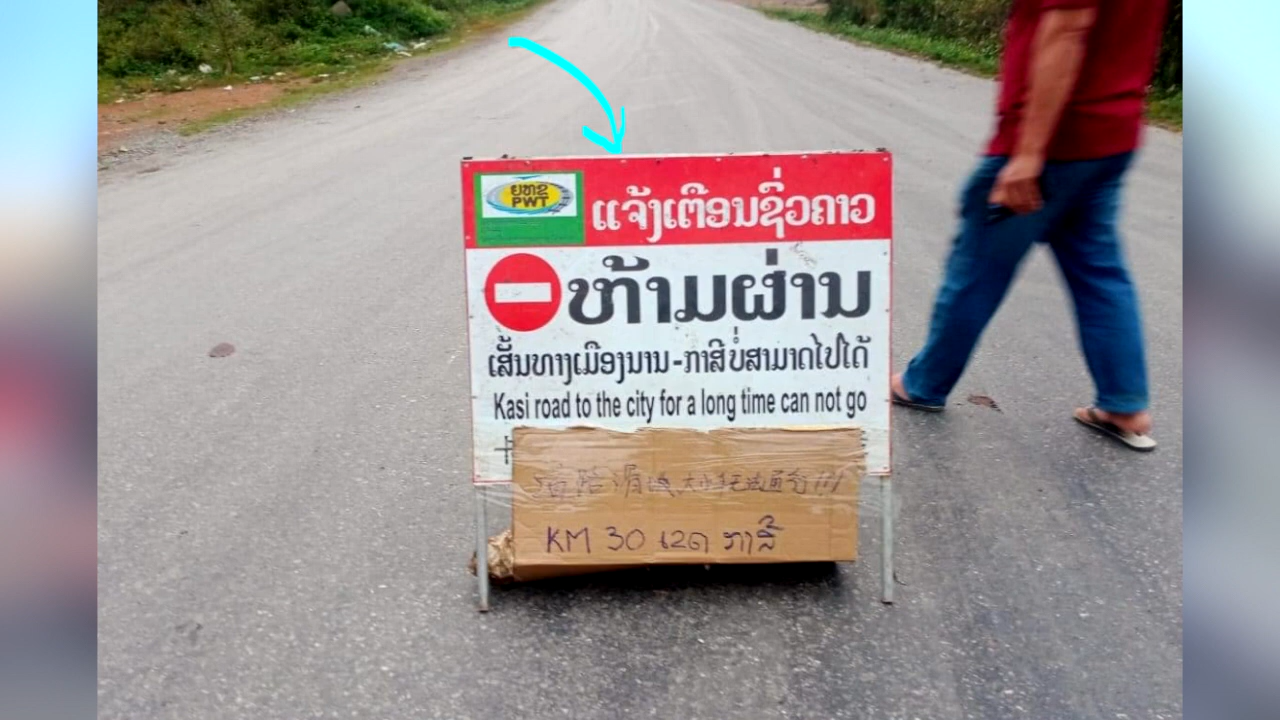 ຍທຂ
PWT
ແຈ້ງເຕືອນຊົ່ວຄາວ
ຫ້າມຜ່ານ
ເສັ້ນທາງເມືອງນານ-ກາສີບໍ່ສາມາດໄປໄດ້
Kasi road to the city for a long time can not go
KM 30 ເຂດ ກາສີ້